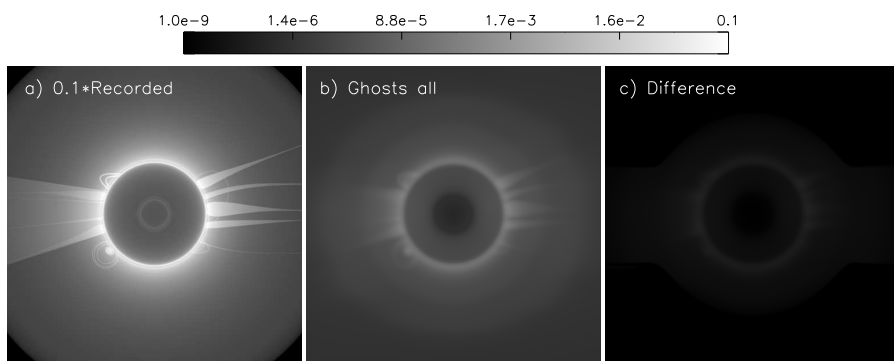 1.0e-9 1.4e-6 8.8e-5 1.7e-3 1.6e-2 0.1
a) 0.1*Recorded b) Ghosts all c) Difference